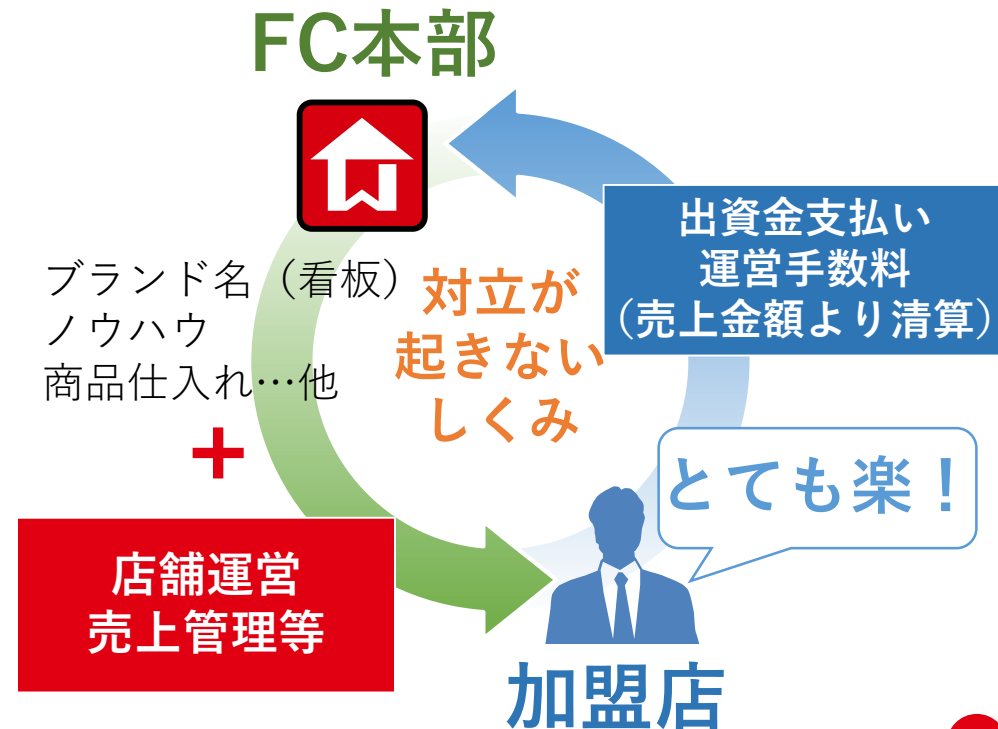 FC本部
出資金支払い
運営手数料
（売上金額より清算）
ブランド名（看板）
ノウハウ
商品仕入れ…他
対立が
起きない
しくみ
+
とても楽！
店舗運営
売上管理等
加盟店